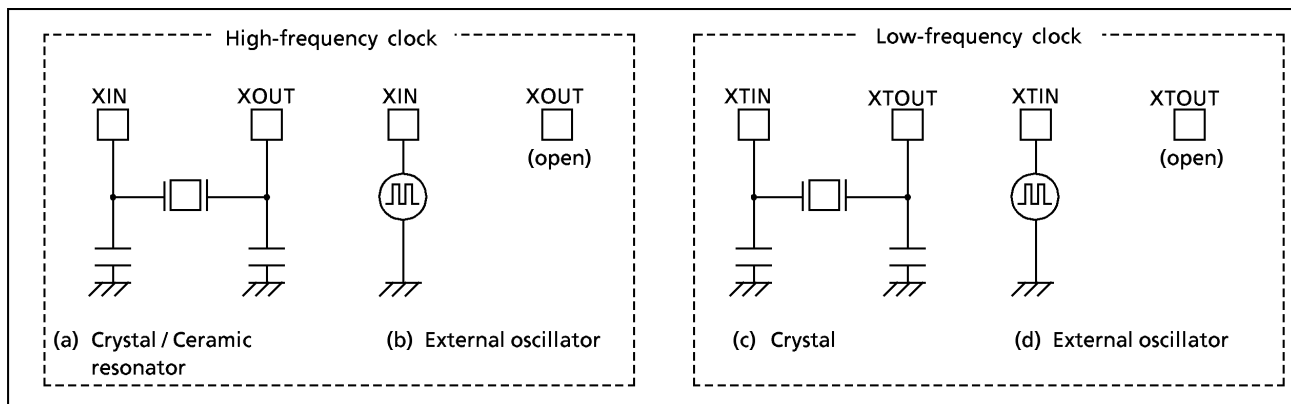 High-frequency clock
XIN
XOUT
XIN
XOUT
(open)
(a) Crystal / Ceramic
resonator
(b) External oscillator
Low-frequency clock
XTIN
XTOUT
XTIN
XTOUT
(open)
(c) Crystal
(d) External oscillator